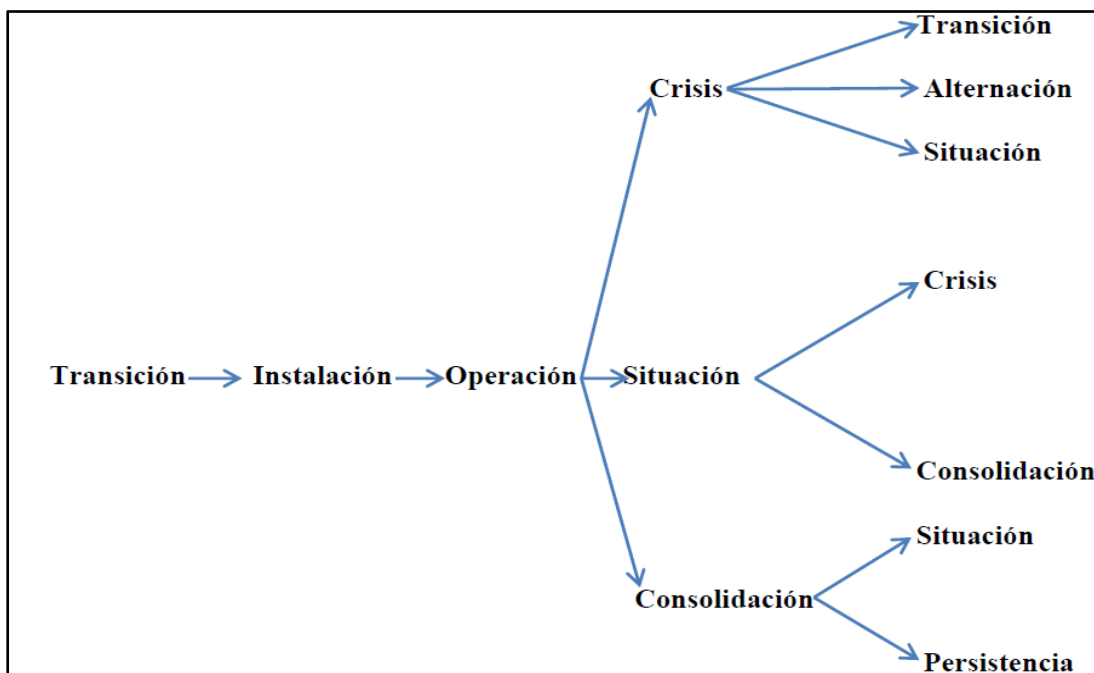 Transición
Crisis
Alternación
Situación
Crisis
Transición
Instalación
Operación
Situación
Consolidación
Situación
Consolidación
Persistencia